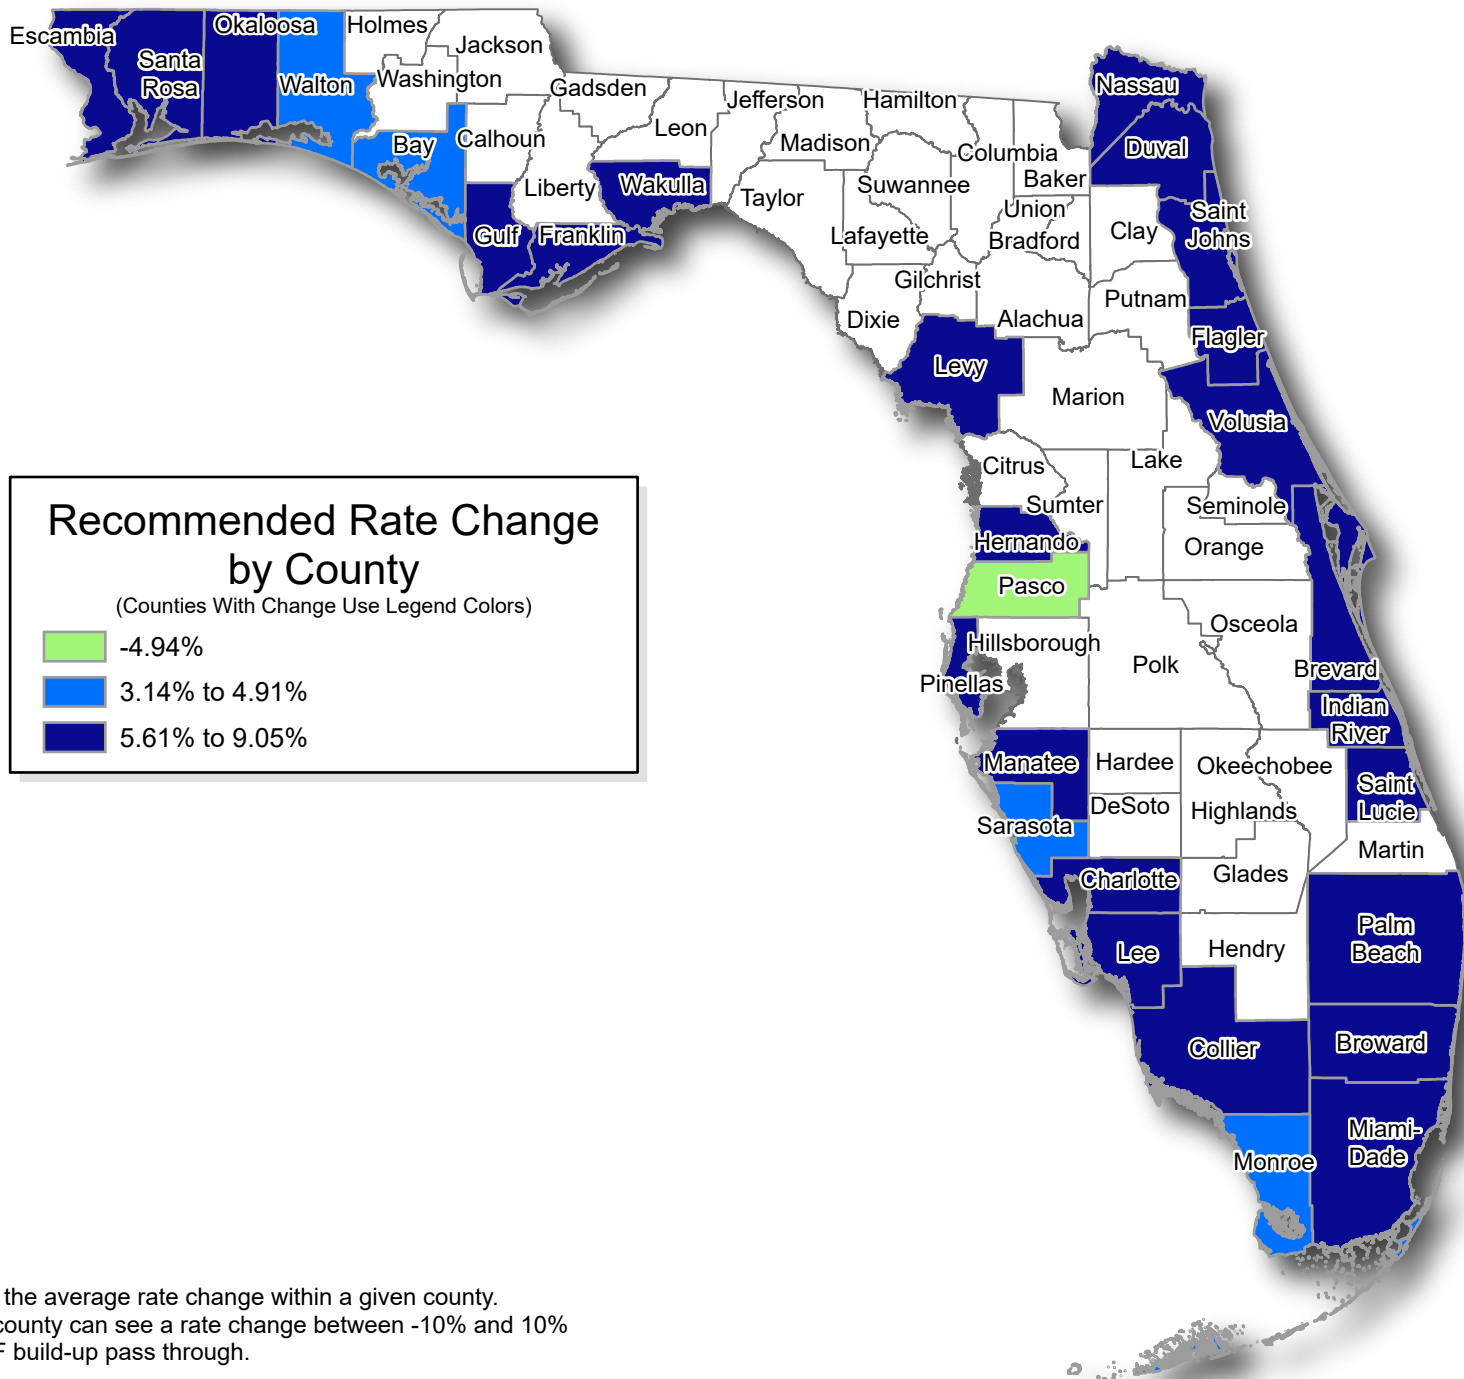 Escambia
Santa
Rosa
Okaloosa
Walton
Holmes
Jackson
Washington
Bay
Calhoun
Gadsden
Liberty
Gulf
Franklin
Leon
Wakulla
Jefferson
Madison
Taylor
Hamilton
Suwannee
Lafayette
Columbia
Baker
Union
Bradford
Nassau
Duval
Clay
Saint
Johns
Gilchrist
Dixie
Alachua
Putnam
Flagler
Levy
Marion
Volusia
Citrus
Sumter
Lake
Seminole
Orange
Hernando
Pasco
Hillsborough
Pinellas
Polk
Osceola
Brevard
Indian
River
Manatee
Hardee
Okeechobee
DeSoto
Highlands
Saint
Lucie
Sarasota
Martin
Charlotte
Glades
Lee
Hendry
Palm
Beach
Collier
Broward
Monroe
Miami-
Dade
Recommended Rate Change
by County
(Counties With Change Use Legend Colors)
-4.94%
3.14% to 4.91%
5.61% to 9.05%
the average rate change within a given county.
county can see a rate change between -10% and 10%
F build-up pass through.